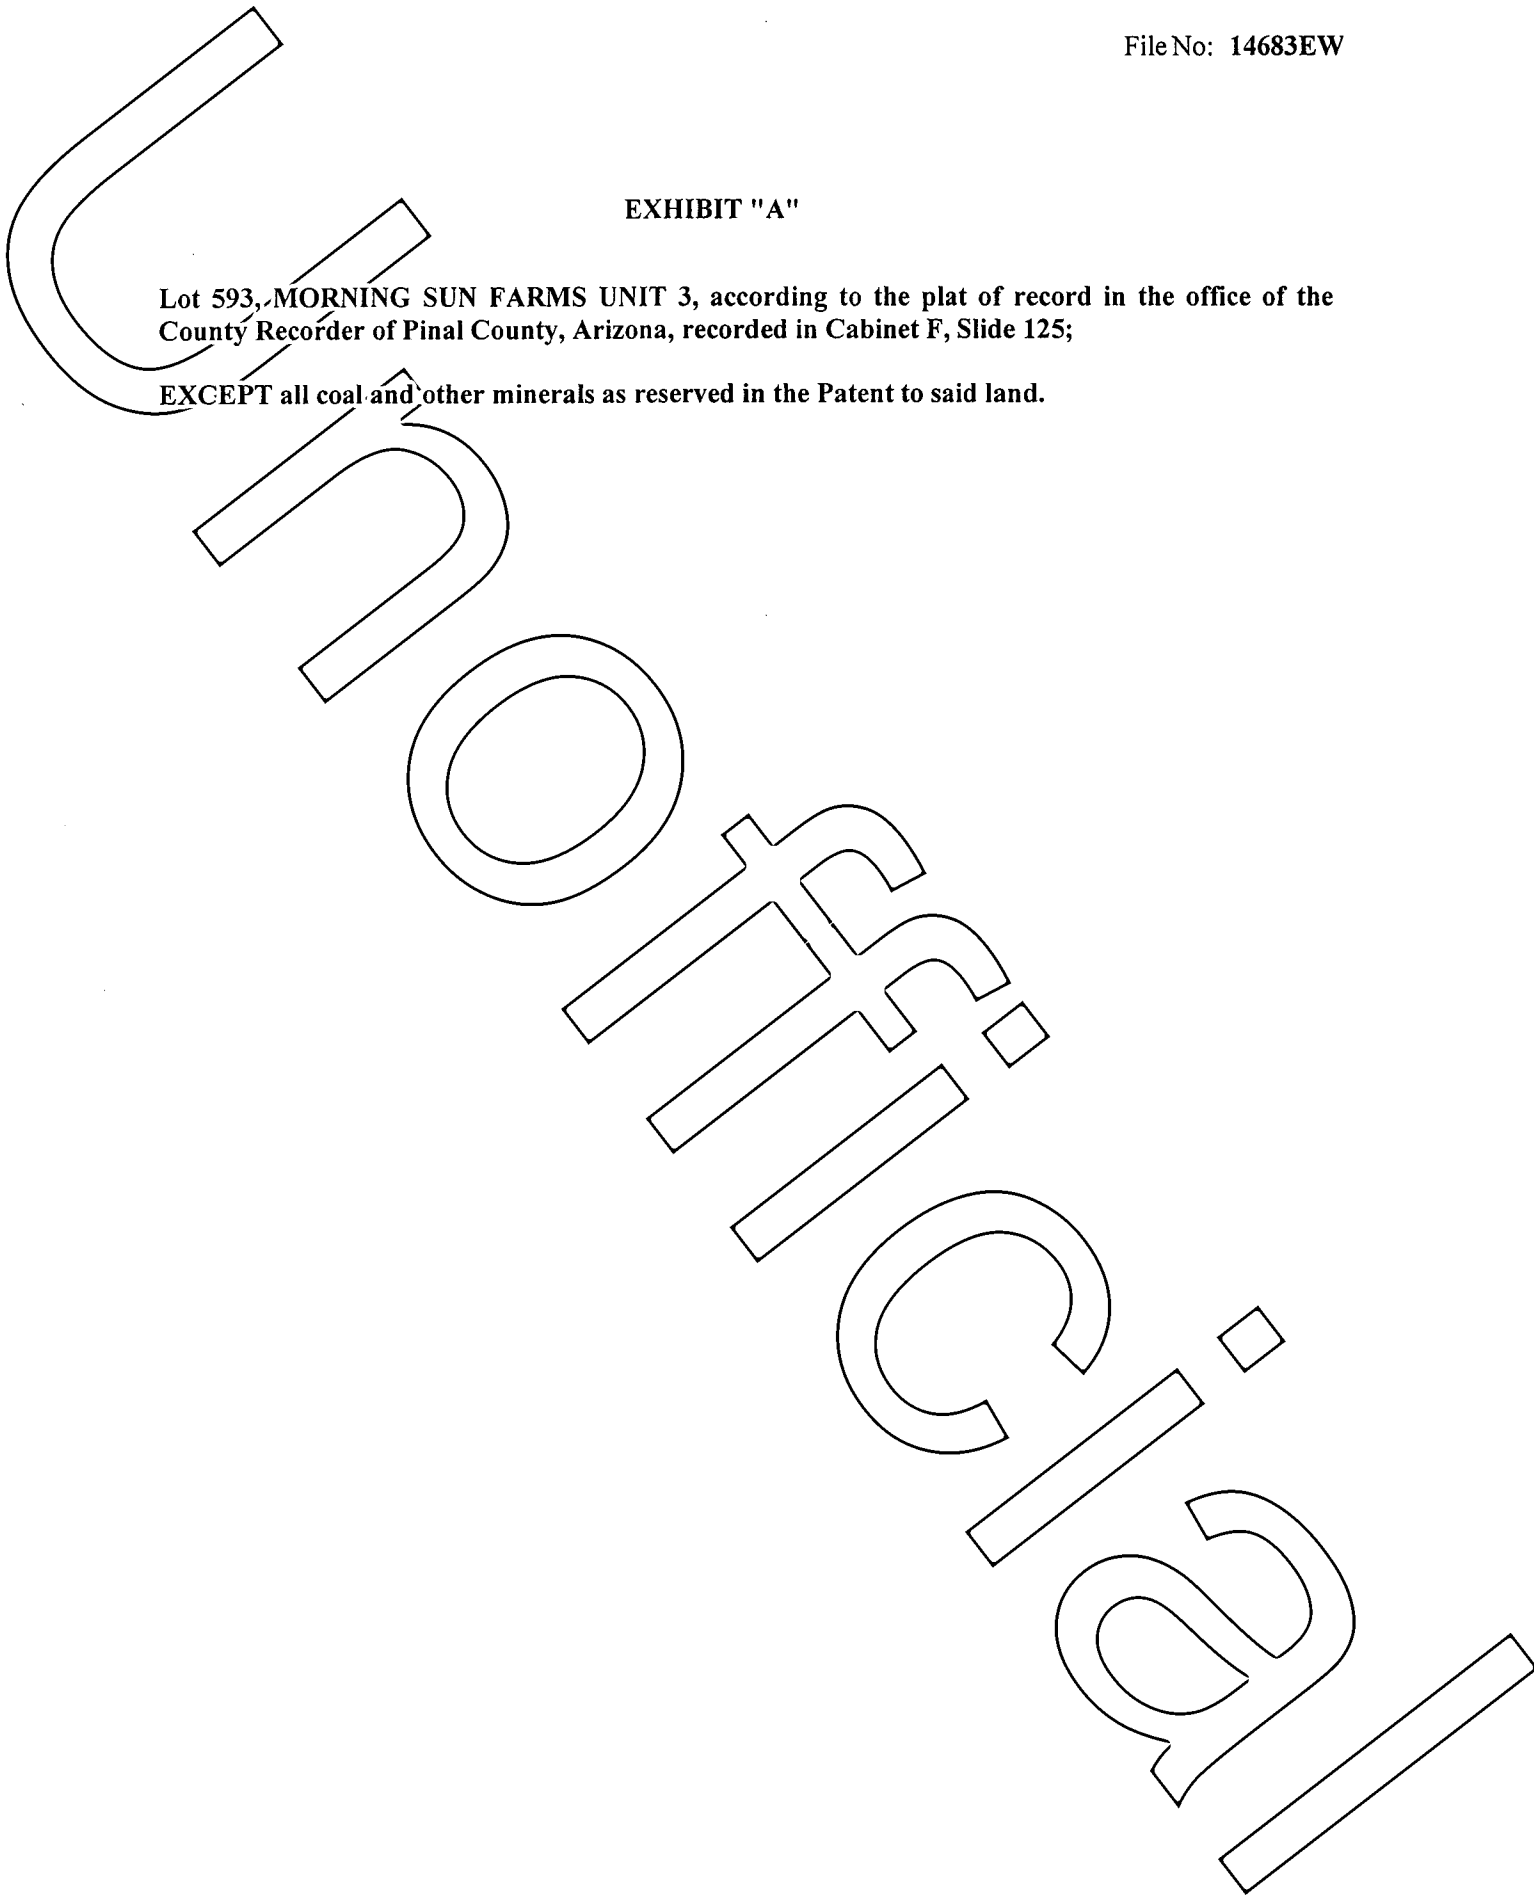 File No: 14683EW
EXHIBIT "A"
Lot 593, MORNING SUN FARMS UNIT 3, according to the plat of record in the office of the
County Recorder of Pinal County, Arizona, recorded in Cabinet F, Slide 125;
EXCEPT all coal and other minerals as reserved in the Patent to said land.
Unofficial